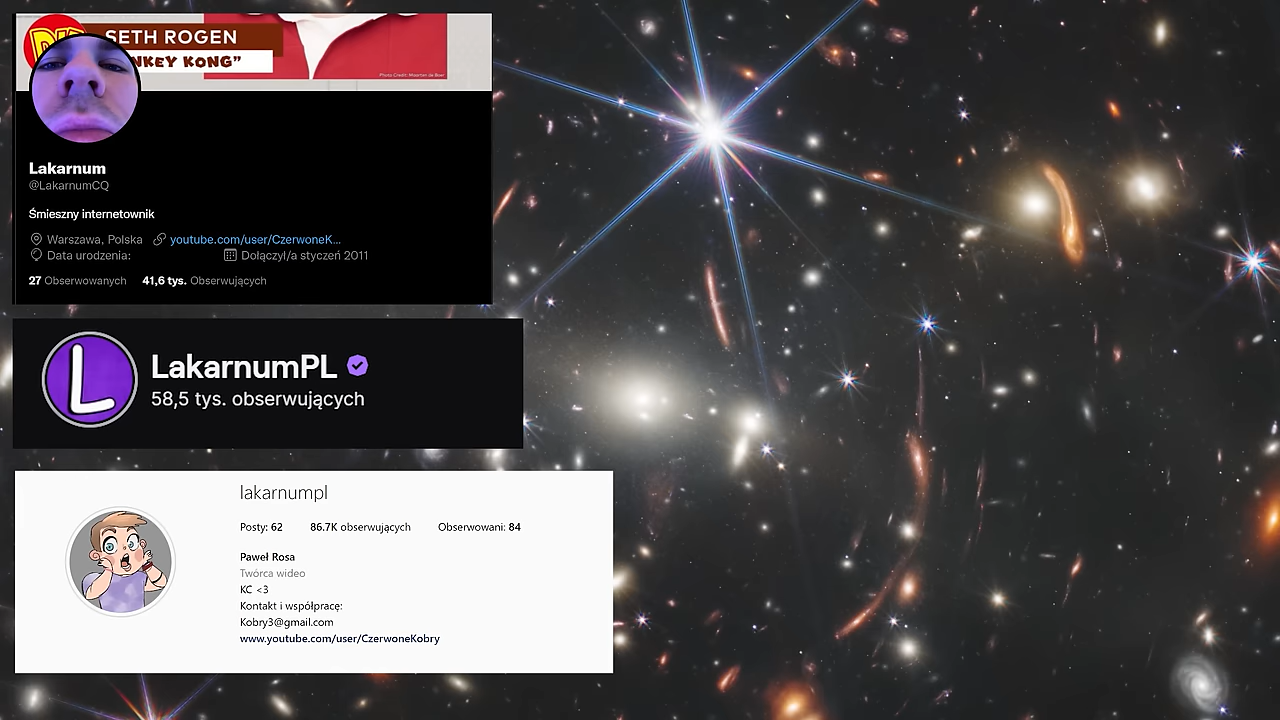 SETH ROGEN
NKEY KONG”
Photo Credit: Maarten de Boer
Lakarnum
@LakarnumCQ
Śmieszny internetownik
Warszawa, Polska youtube.com/user/CzerwoneK...
Data urodzenia: Dołączył/a styczeń 2011
27 Obserwowanych 41,6 tys. Obserwujących
L
LakarnumPL
58,5 tys. obserwujących
lakarnumpl
Posty: 62 86.7K obserwujących Obserwowani: 84
Paweł Rosa
Twórca wideo
KC <3
Kontakt i współpracę:
Kobry3@gmail.com
www.youtube.com/user/CzerwoneKobry